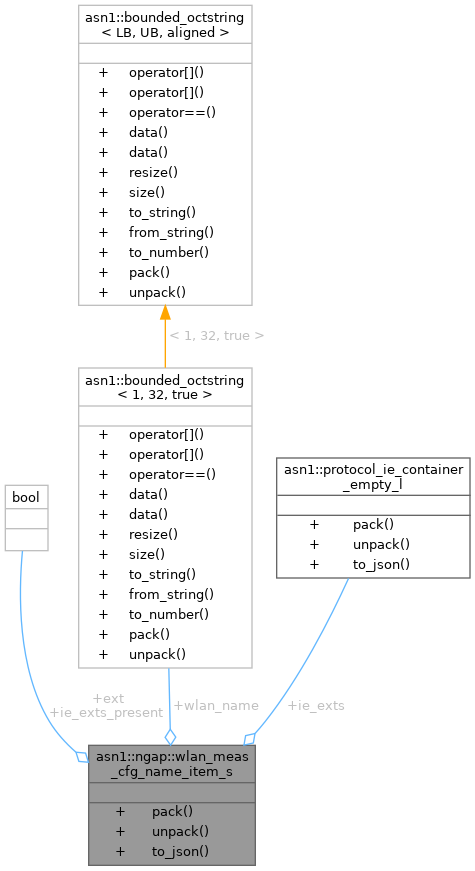 asn1::bounded_octstring
< LB, UB, aligned >
+ operator[]()
+ operator[]()
+ operator==()
+ data()
+ data()
+ resize()
+ size()
+ to_string()
+ from_string()
+ to_number()
+ pack()
+ unpack()
< 1, 32, true >
asn1::bounded_octstring
< 1, 32, true >
+ operator[]()
+ operator[]()
+ operator==()
+ data()
+ data()
+ resize()
+ size()
+ to_string()
+ from_string()
+ to_number()
+ pack()
+ unpack()
asn1::protocol_ie_container
_empty_l
+ pack()
+ unpack()
+ to_json()
bool
+ext
+ie_exts_present
+wlan_name
+ie_exts
asn1::ngap::wlan_meas
_cfg_name_item_s
+ pack()
+ unpack()
+ to_json()